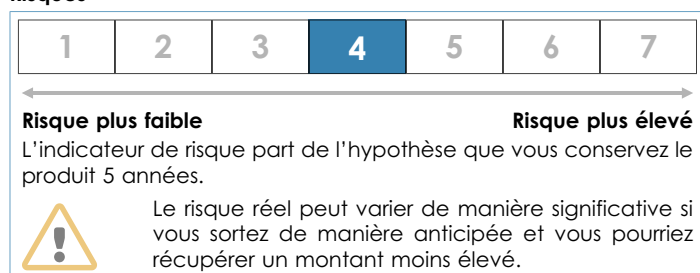 1 2 3 4 5 6 7
Risque plus faible Risque plus élevé
L'indicateur de risque part de l'hypothèse que vous conservez le
produit 5 années.
Le risque réel peut varier de manière significative si
vous sortez de manière anticipée et vous pourriez
récupérer un montant moins élevé.